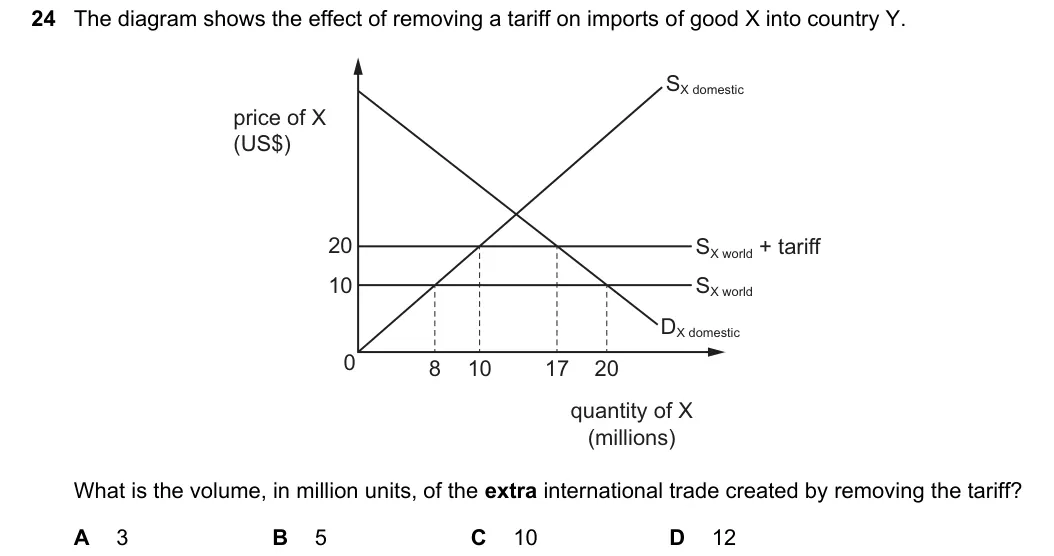 24 The diagram shows the effect of removing a tariff on imports of good X into country Y.
price of X
(US$)
S X domestic
20
S X world + tariff
10
S X world
D X domestic
0
8 10 17 20
quantity of X
(millions)
What is the volume, in million units, of the extra international trade created by removing the tariff?
A 3 B 5 C 10 D 12